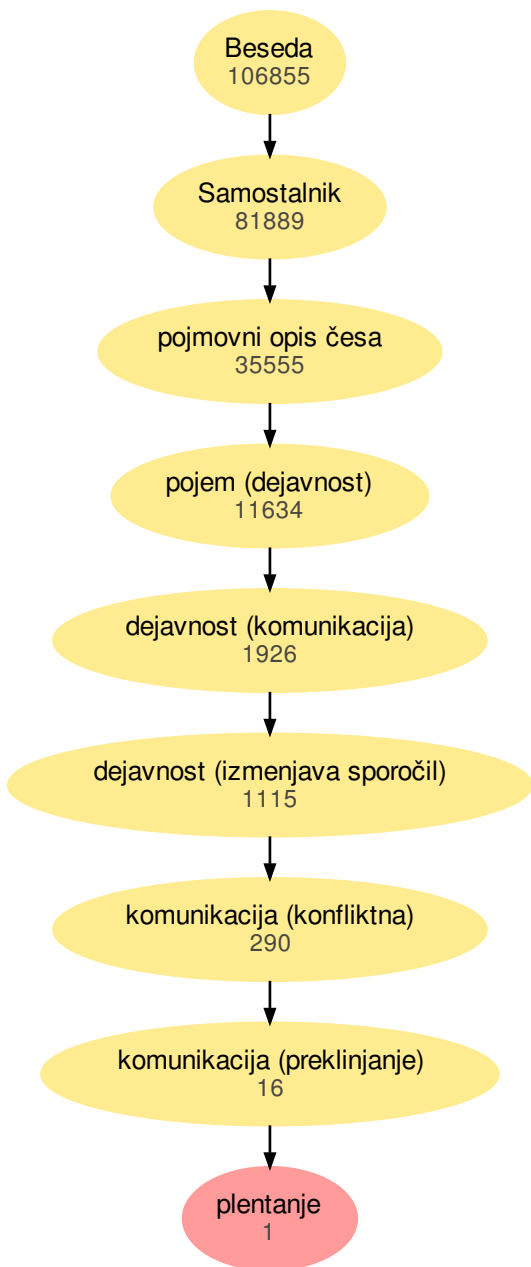 Beseda
106855
Samostalnik
81889
pojmovni opis česa
35555
pojem (dejavnost)
11634
dejavnost (komunikacija)
1926
dejavnost (izmenjava sporočil)
1115
komunikacija (konfliktna)
290
komunikacija (preklinjanje)
16
plentanje
1